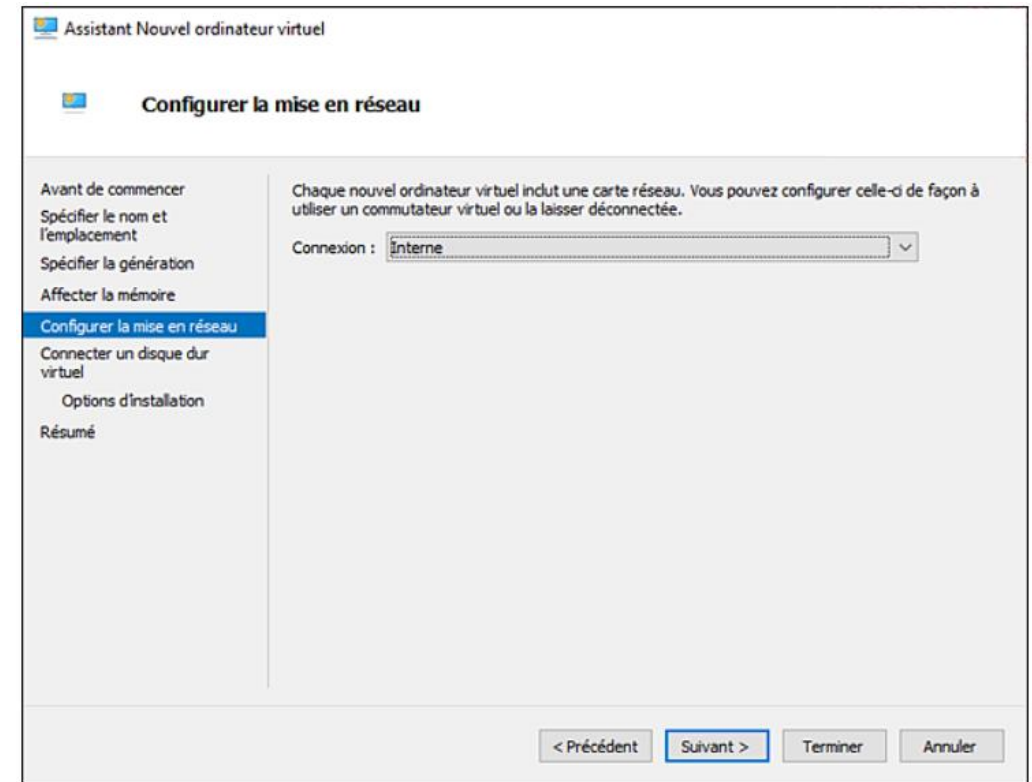 Assistant Nouvel ordinateur virtuel
Configurer la mise en réseau
Avant de commencer
Spécifier le nom et
l'emplacement
Spécifier la génération
Affecter la mémoire
Configurer la mise en réseau
Connecter un disque dur
virtuel
Options d'installation
Résumé
Chaque nouvel ordinateur virtuel inclut une carte réseau. Vous pouvez configurer celle-ci de façon à
utiliser un commutateur virtuel ou la laisser déconnectée.
Connexion : Interne
< Précédent Suivant > Terminer Annuler